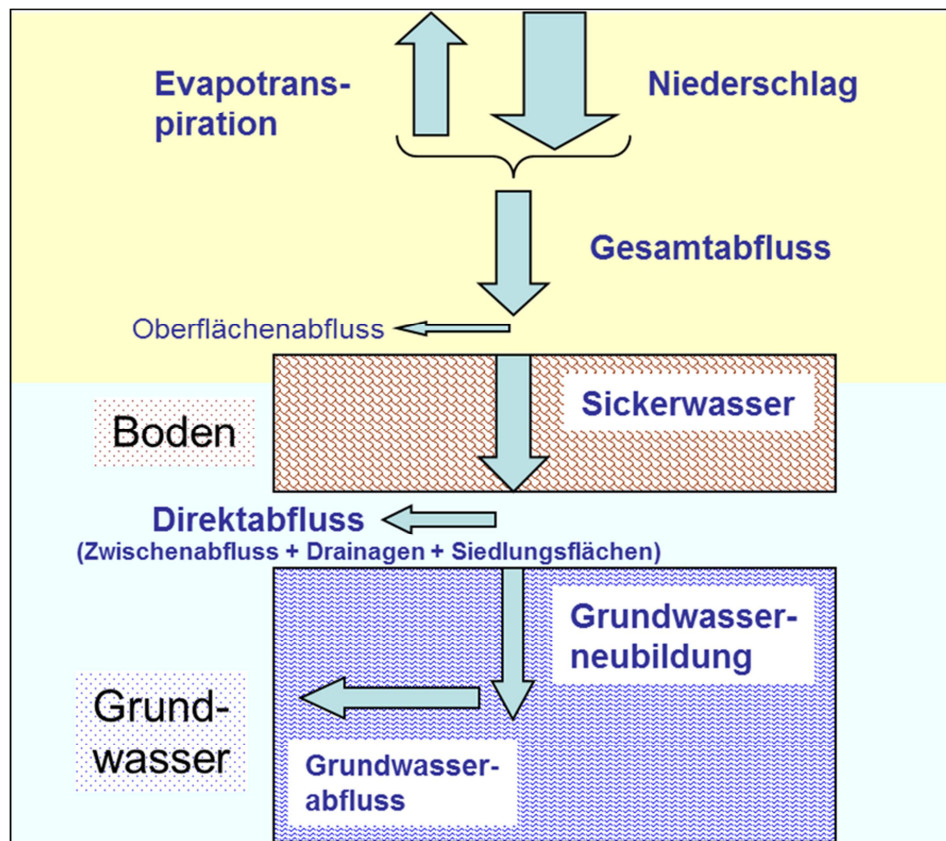 Evapotrans-
piration
Niederschlag
Gesamtabfluss
Oberflächenabfluss
Sickerwasser
Boden
Direktabfluss
(Zwischenabfluss + Drainagen + Siedlungsflächen)
Grundwasser-
neubildung
Grund-
wasser
Grundwasser-
abfluss